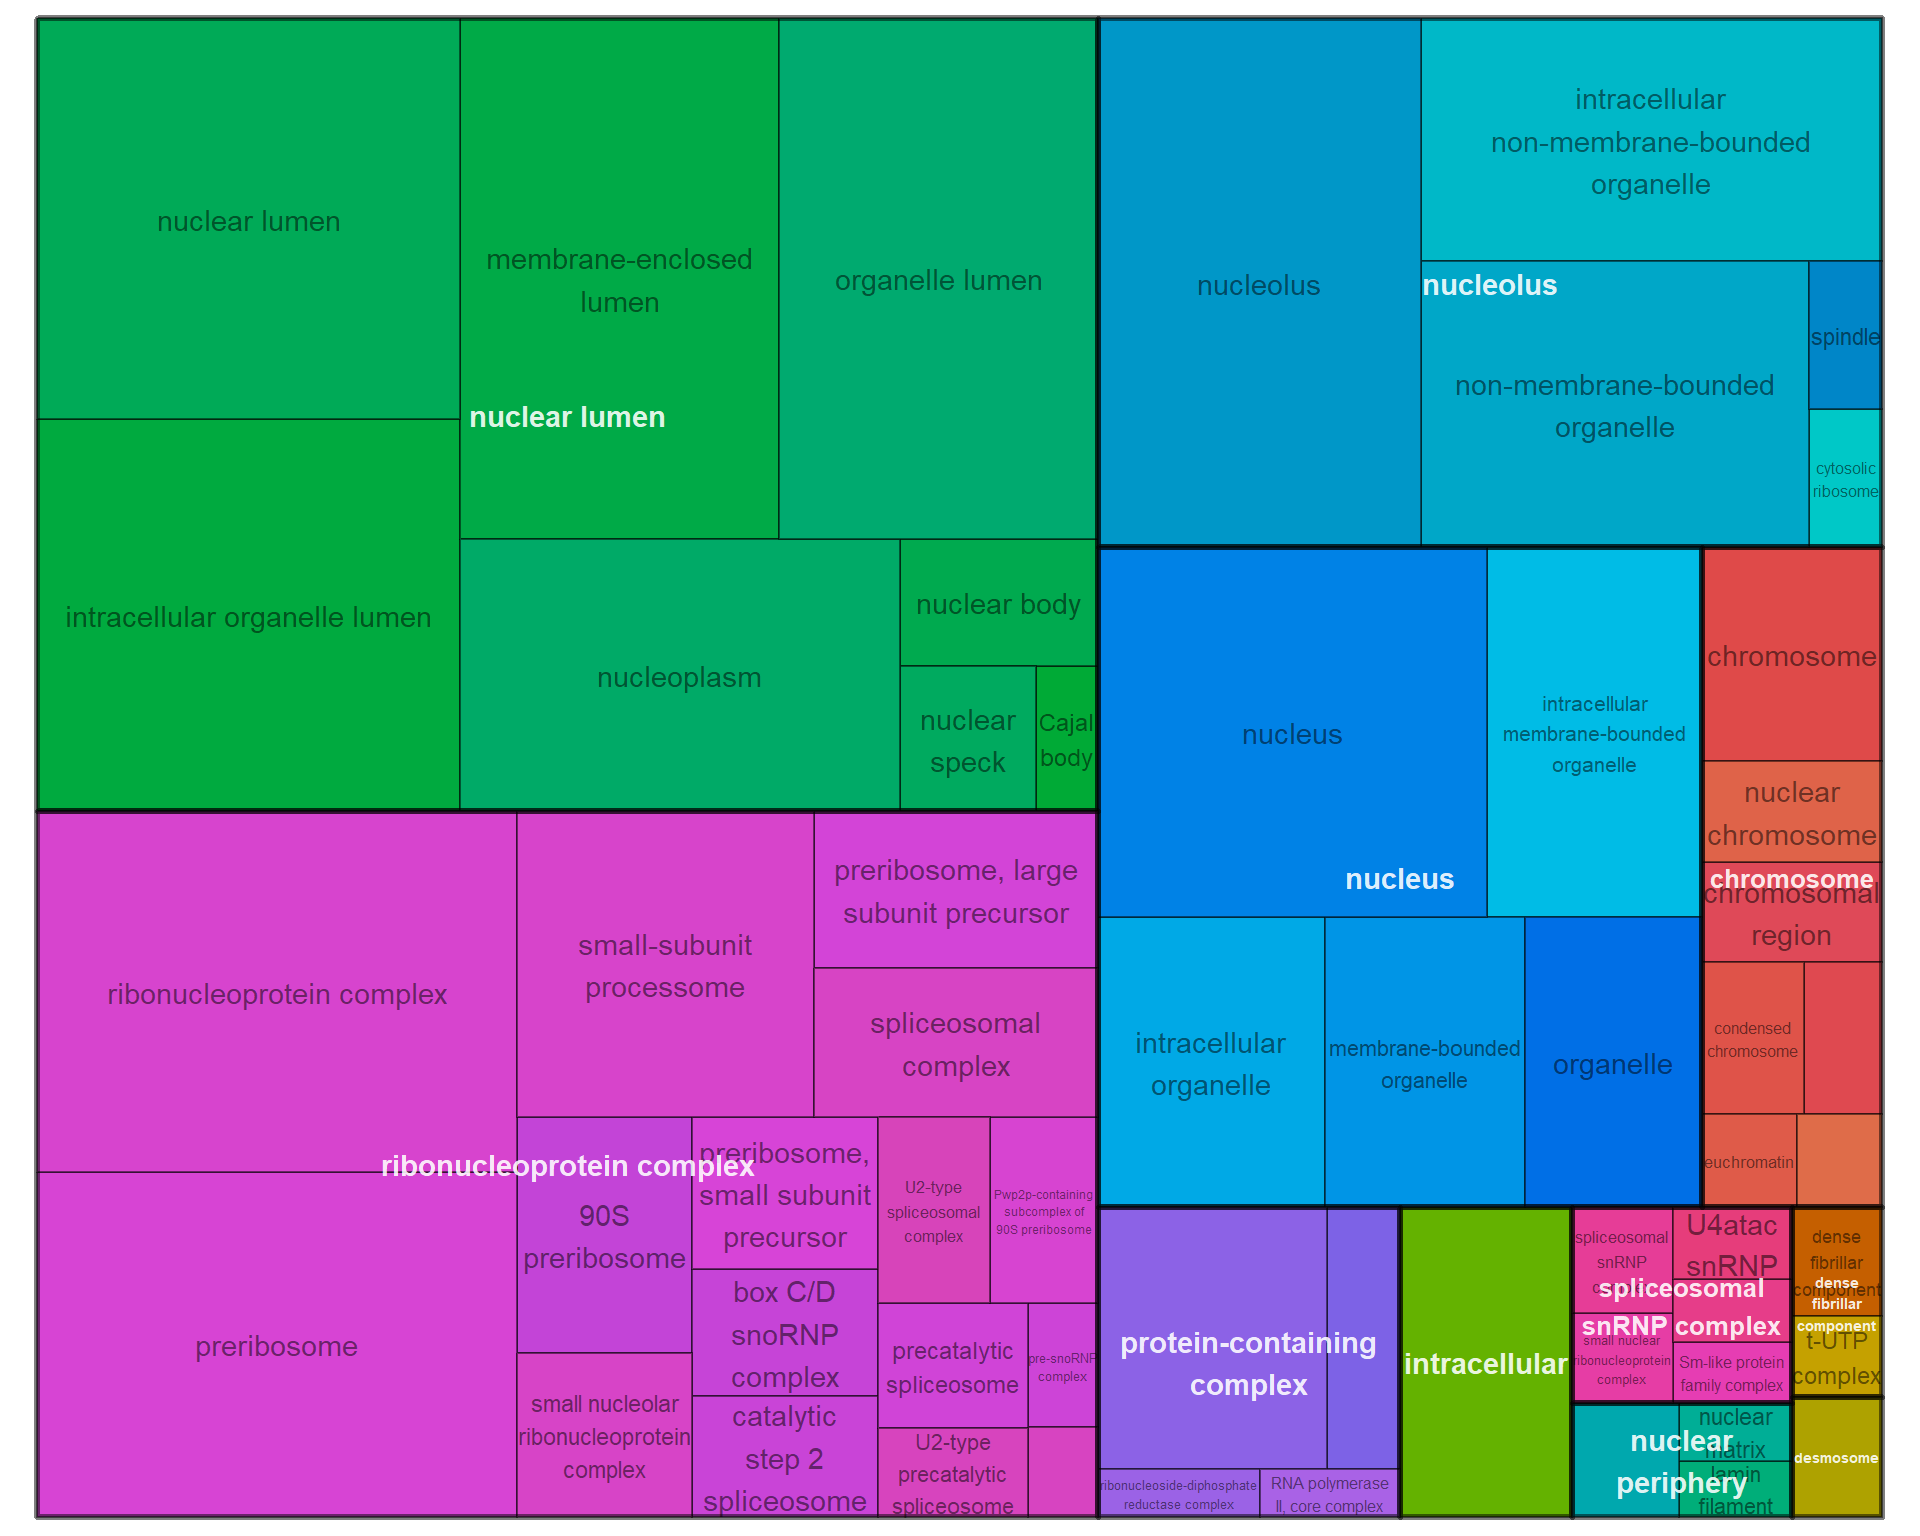 nuclear lumen
membrane-enclosed
lumen
organelle lumen
nuclear lumen
intracellular organelle lumen
nucleoplasm
nuclear body
nuclear
speck
Cajal
body
nucleolus
intracellular
non-membrane-bounded
organelle
nucleolus
non-membrane-bounded
organelle
spindle
cytosolic
ribosome
nucleus
intracellular
membrane-bounded
organelle
nucleus
intracellular
organelle
membrane-bounded
organelle
organelle
chromosome
nuclear
chromosome
chromosome
chromosomal
region
condensed
chromosome
euchromatin
ribonucleoprotein complex
small-subunit
processome
preribosome, large
subunit precursor
spliceosomal
complex
ribonucleoprotein complex
preribosome
90S
preribosome
preribosome,
small subunit
precursor
U2-type
spliceosomal
complex
Pwp2p-containing
subcomplex of
90S preribosome
small nucleolar
ribonucleoprotein
complex
box C/D
snoRNP
complex
catalytic
step 2
spliceosome
precatalytic
spliceosome
pre-snoRNP
complex
U2-type
precatalytic
spliceosome
protein-containing
complex
ribonucleoside-diphosphate
reductase complex
RNA polymerase
II, core complex
intracellular
spliceosomal
snRNP
U4atac
snRNP
spliceosomal
snRNP complex
small nuclear
ribonucleoprotein
complex
Sm-like protein
family complex
nuclear
matrix
nuclear
periphery
lamin
filament
dense
fibrillar
component
dense
fibrillar
component
t-UTP
complex
desmosome